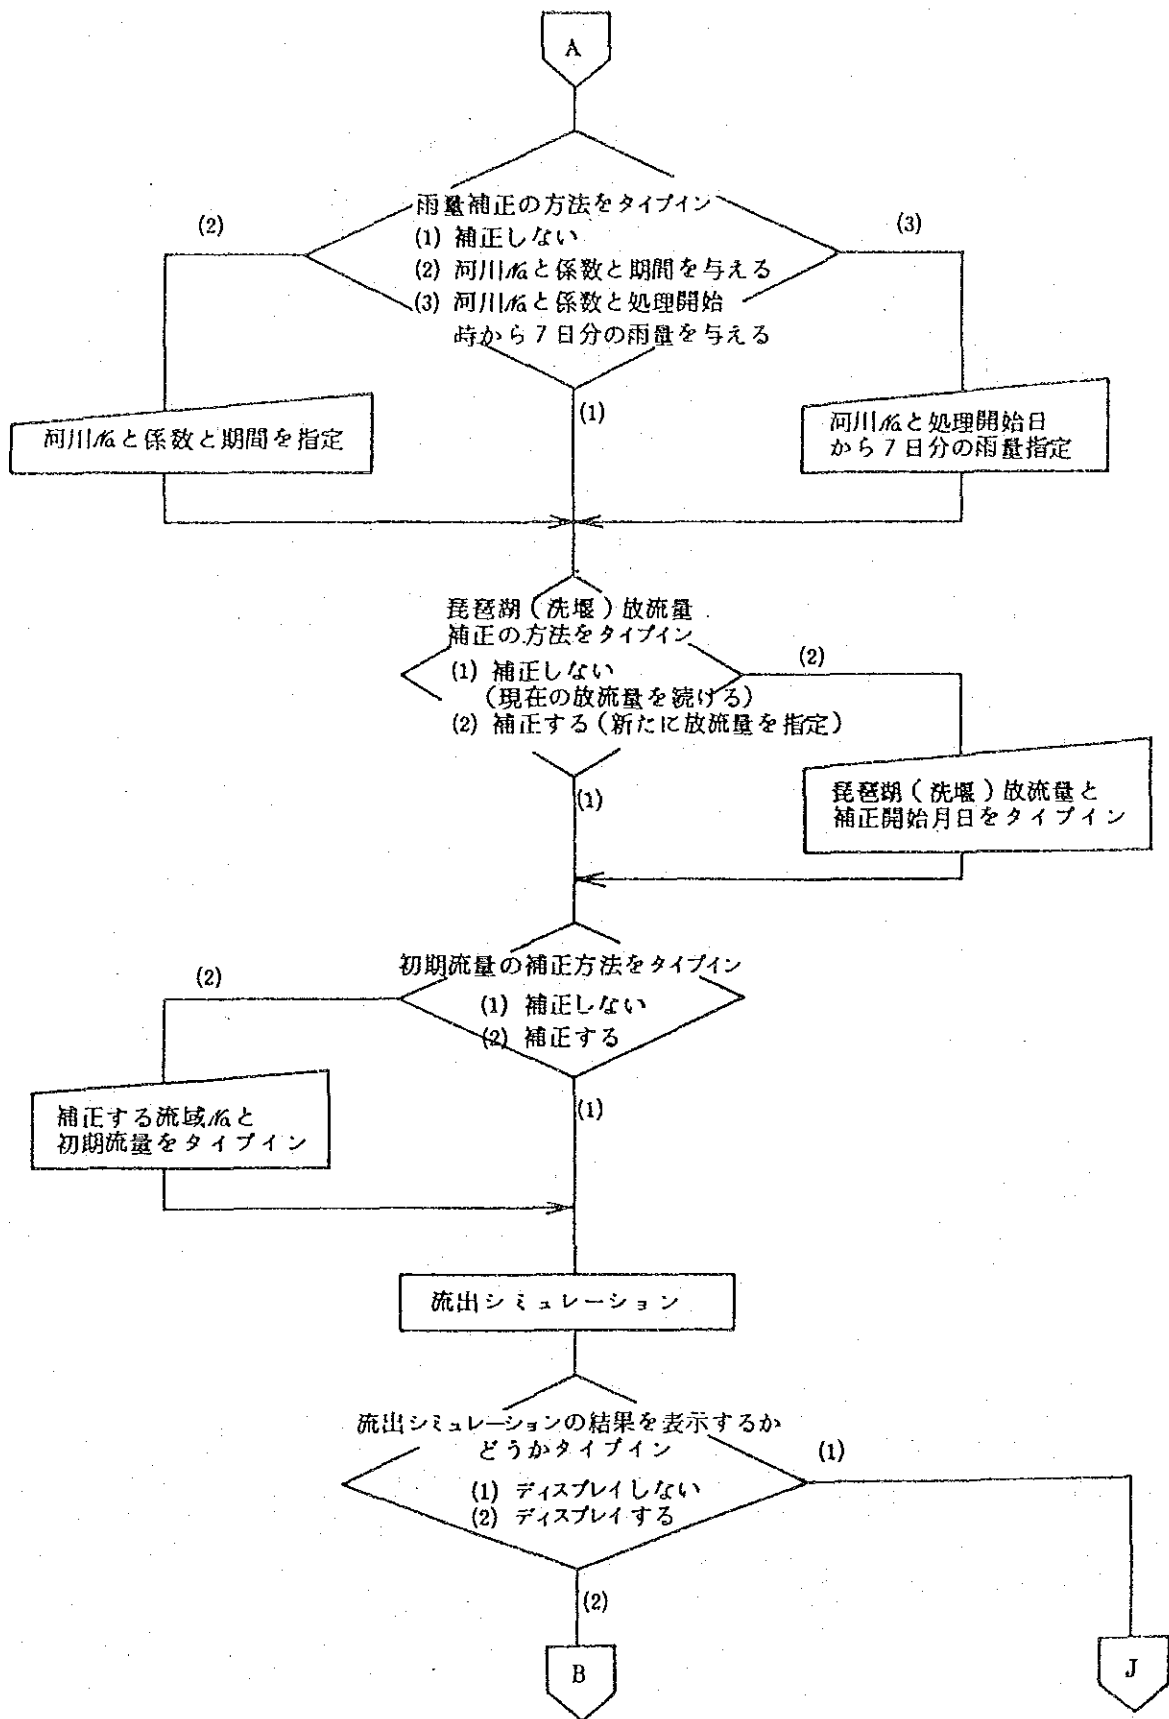 A
雨量補正の方法をタイプイン
(1) 補正しない
(2) 河川№と係数と期間を与える
(3) 河川№と係数と処理開始
時から7日分の雨量を与える
(2)
(3)
(1)
河川№と係数と期間を指定
河川№と処理開始日
から7日分の雨量指定
琵琶湖(洗堰)放流量
補正の方法をタイプイン
(1) 補正しない
(現在の放流量を続ける)
(2) 補正する(新たに放流量を指定)
(2)
(1)
琵琶湖(洗堰)放流量と
補正開始月日をタイプイン
初期流量の補正方法をタイプイン
(1) 補正しない
(2) 補正する
(2)
(1)
補正する流域№と
初期流量をタイプイン
流出シミュレーション
流出シミュレーションの結果を表示するか
どうかタイプイン
(1) ディスプレイしない
(2) ディスプレイする
(1)
(2)
B
J